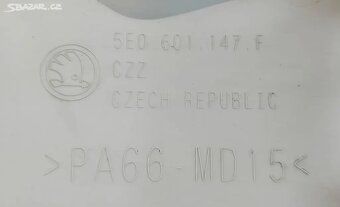 SBAZAR.CZ
5E0 601.147.F
CZZ
CZECH REPUBLIC
>PA66-MD15<